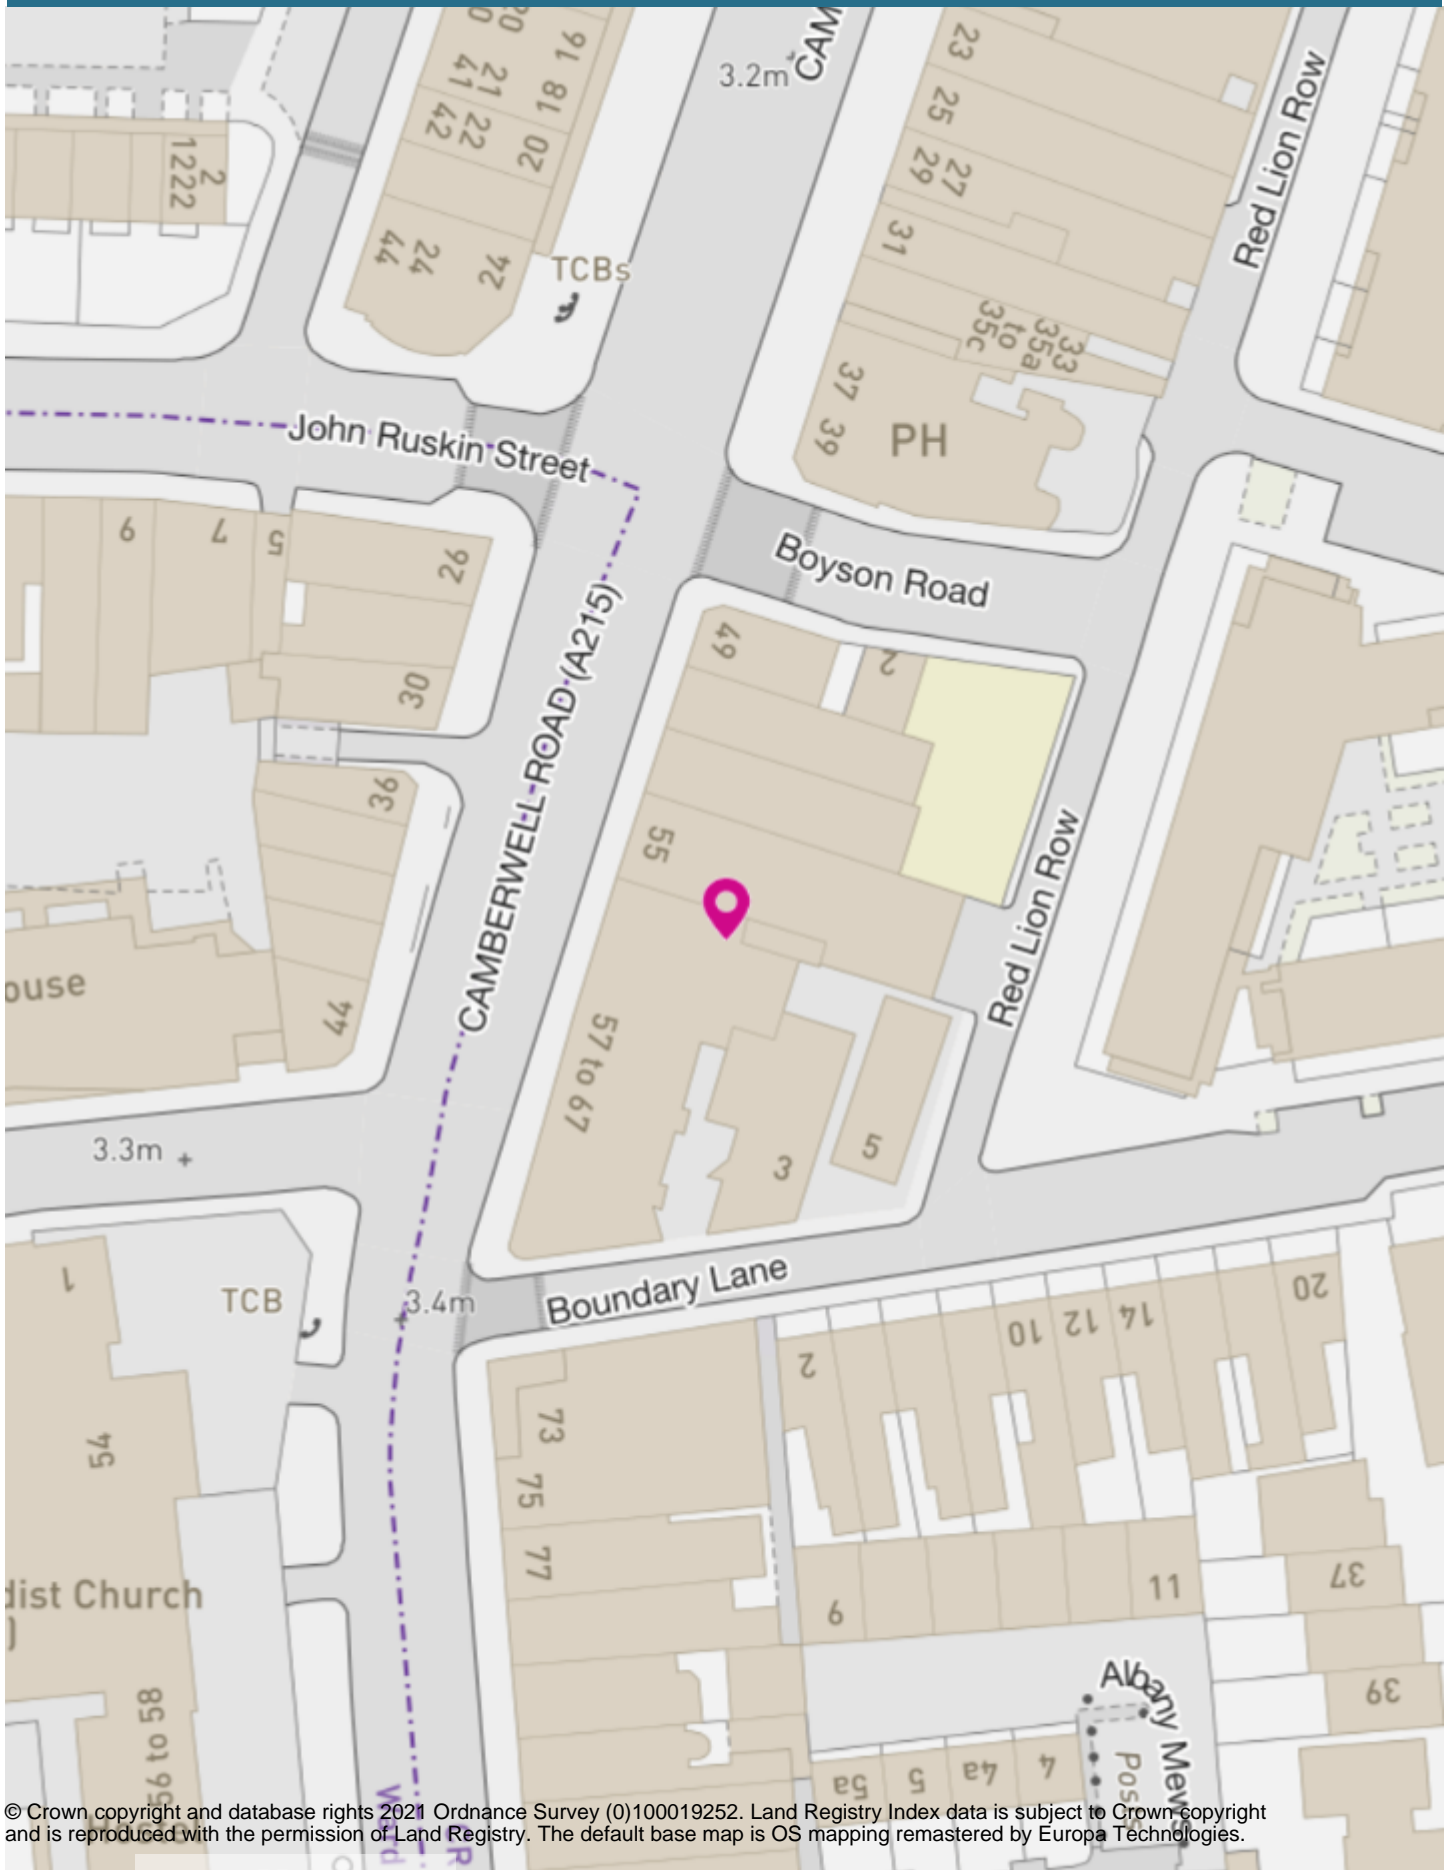 20
20
16
41
21
18
42
22
20
3.2m
CAM
23
25
27
29
31
Red Lion Row
2
1222
44
24
24
TCBs
33
35a
to
35c
37
39
PH
John Ruskin Street
9
7
5
26
Boyson Road
CAMBERWELL ROAD (A215)
49
2
30
36
55
Red Lion Row
ouse
44
57 to 67
3
5
3.3m
1
TCB
3.4m
Boundary Lane
2
10
12
14
20
54
73
75
77
dist Church
)
6
11
37
39
56 to 58
Hostel
Albany Mews
Posts
5a
5
4a
4
Ward
CR
© Crown copyright and database rights 2021 Ordnance Survey (0)100019252. Land Registry Index data is subject to Crown copyright
and is reproduced with the permission of Land Registry. The default base map is OS mapping remastered by Europa Technologies.